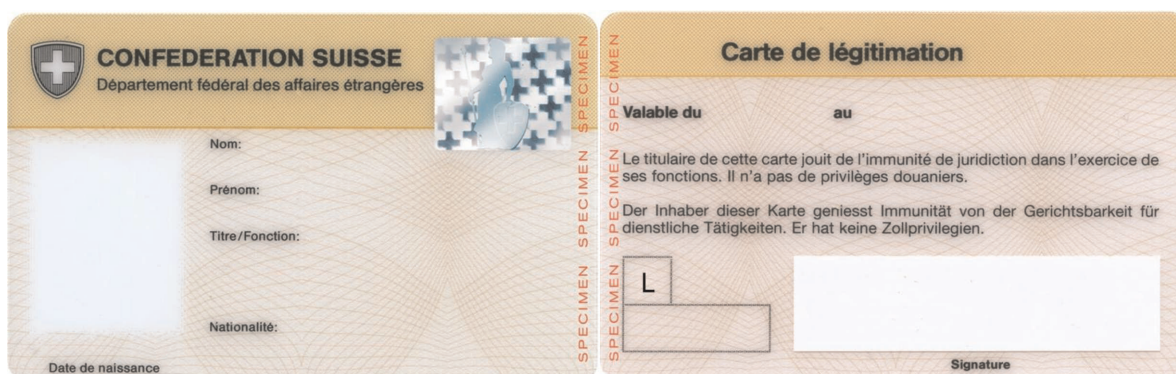 CONFEDERATION SUISSE
Département fédéral des affaires étrangères
Nom:
Prénom:
Titre/Fonction:
Nationalité:
Date de naissance
SPECIMEN SPECIMEN SPECIMEN
SPECIMEN SPECIMEN SPECIMEN
Carte de légitimation
Valable du au
Le titulaire de cette carte jouit de l'immunité de juridiction dans l'exercice de
ses fonctions. Il n'a pas de privilèges douaniers.
Der Inhaber dieser Karte geniesst Immunität von der Gerichtsbarkeit für
dienstliche Tätigkeiten. Er hat keine Zollprivilegien.
L
Signature